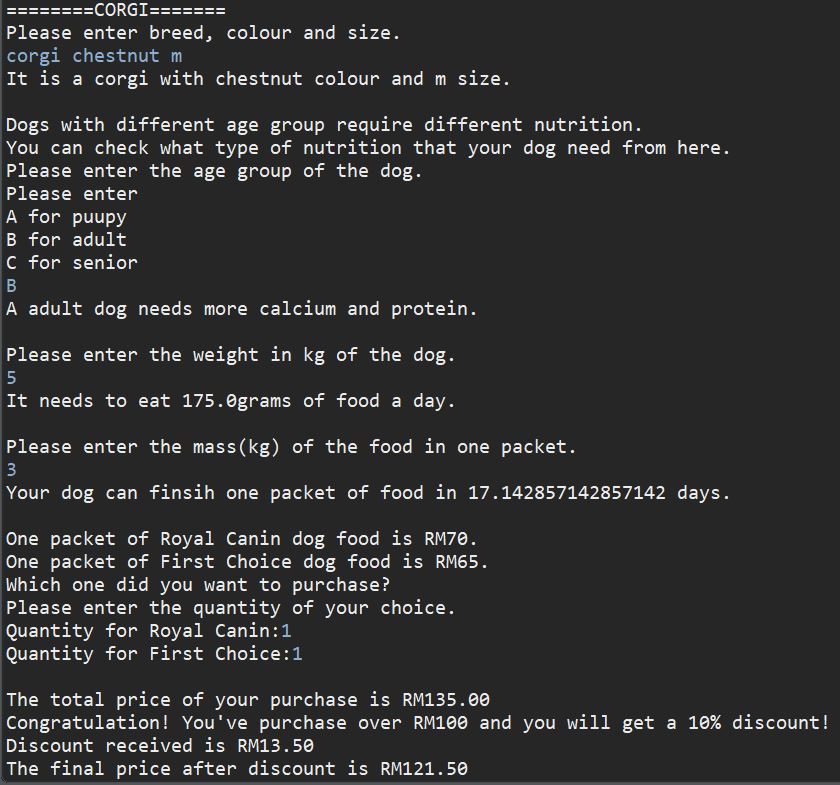 ========CORGI=======
Please enter breed, colour and size.
corgi chestnut m
It is a corgi with chestnut colour and m size.
Dogs with different age group require different nutrition.
You can check what type of nutrition that your dog need from here.
Please enter the age group of the dog.
Please enter
A for puupy
B for adult
C for senior
B
A adult dog needs more calcium and protein.
Please enter the weight in kg of the dog.
5
It needs to eat 175.0grams of food a day.
Please enter the mass(kg) of the food in one packet.
3
Your dog can finsih one packet of food in 17.142857142857142 days.
One packet of Royal Canin dog food is RM70.
One packet of First Choice dog food is RM65.
Which one did you want to purchase?
Please enter the quantity of your choice.
Quantity for Royal Canin:1
Quantity for First Choice:1
The total price of your purchase is RM135.00
Congratulation! You've purchase over RM100 and you will get a 10% discount!
Discount received is RM13.50
The final price after discount is RM121.50